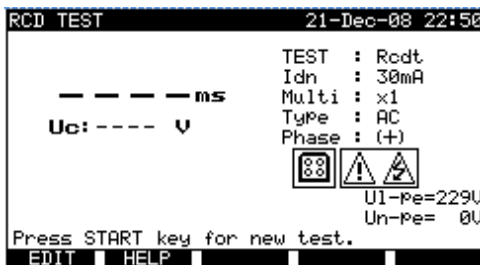 RCD TEST 21-Dec-08 22:50
TEST : Rcdt
Idn : 30mA
Multi : x1
Type : AC
Phase : (+)
----ms
Uc:---- V
Ul-pe=229V
Un-pe= 0V
Press START key for new test.
EDIT HELP